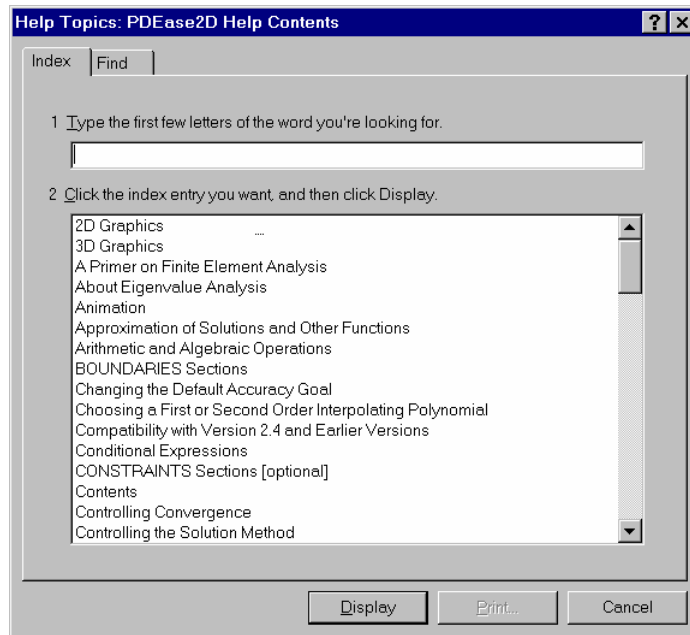 Help Topics: PDEase2D Help Contents
Index
Find
1 Type the first few letters of the word you're looking for.
2 Click the index entry you want, and then click Display.
2D Graphics
3D Graphics
A Primer on Finite Element Analysis
About Eigenvalue Analysis
Animation
Approximation of Solutions and Other Functions
Arithmetic and Algebraic Operations
BOUNDARIES Sections
Changing the Default Accuracy Goal
Choosing a First or Second Order Interpolating Polynomial
Compatibility with Version 2.4 and Earlier Versions
Conditional Expressions
CONSTRAINTS Sections [optional]
Contents
Controlling Convergence
Controlling the Solution Method
Display
Print...
Cancel